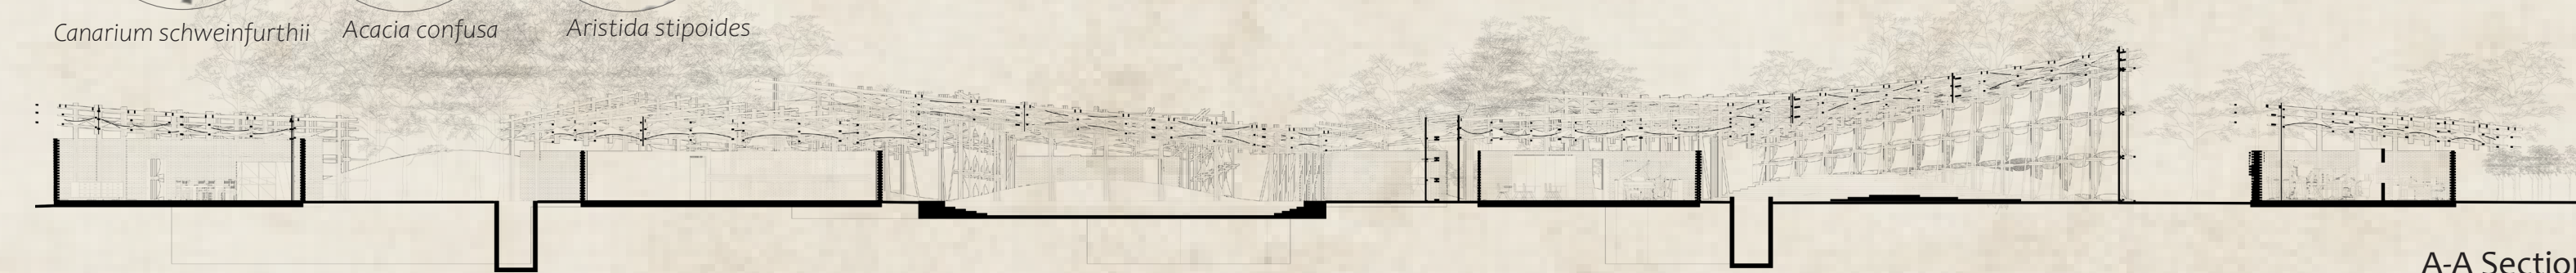 Canarium schweinfurthii
Acacia confusa
Aristida stipoides
A-A Section